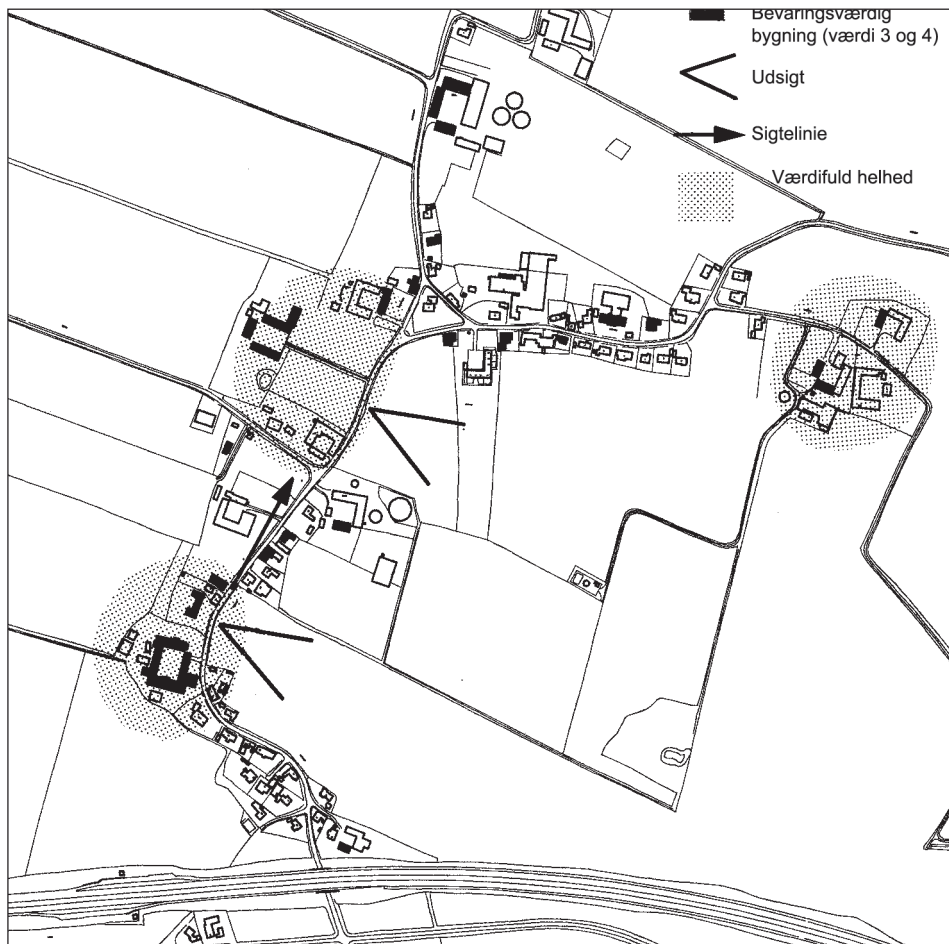 Bevaringsværdig
bygning (værdi 3 og 4)
Udsigt
Sigtelinie
Værdifuld helhed